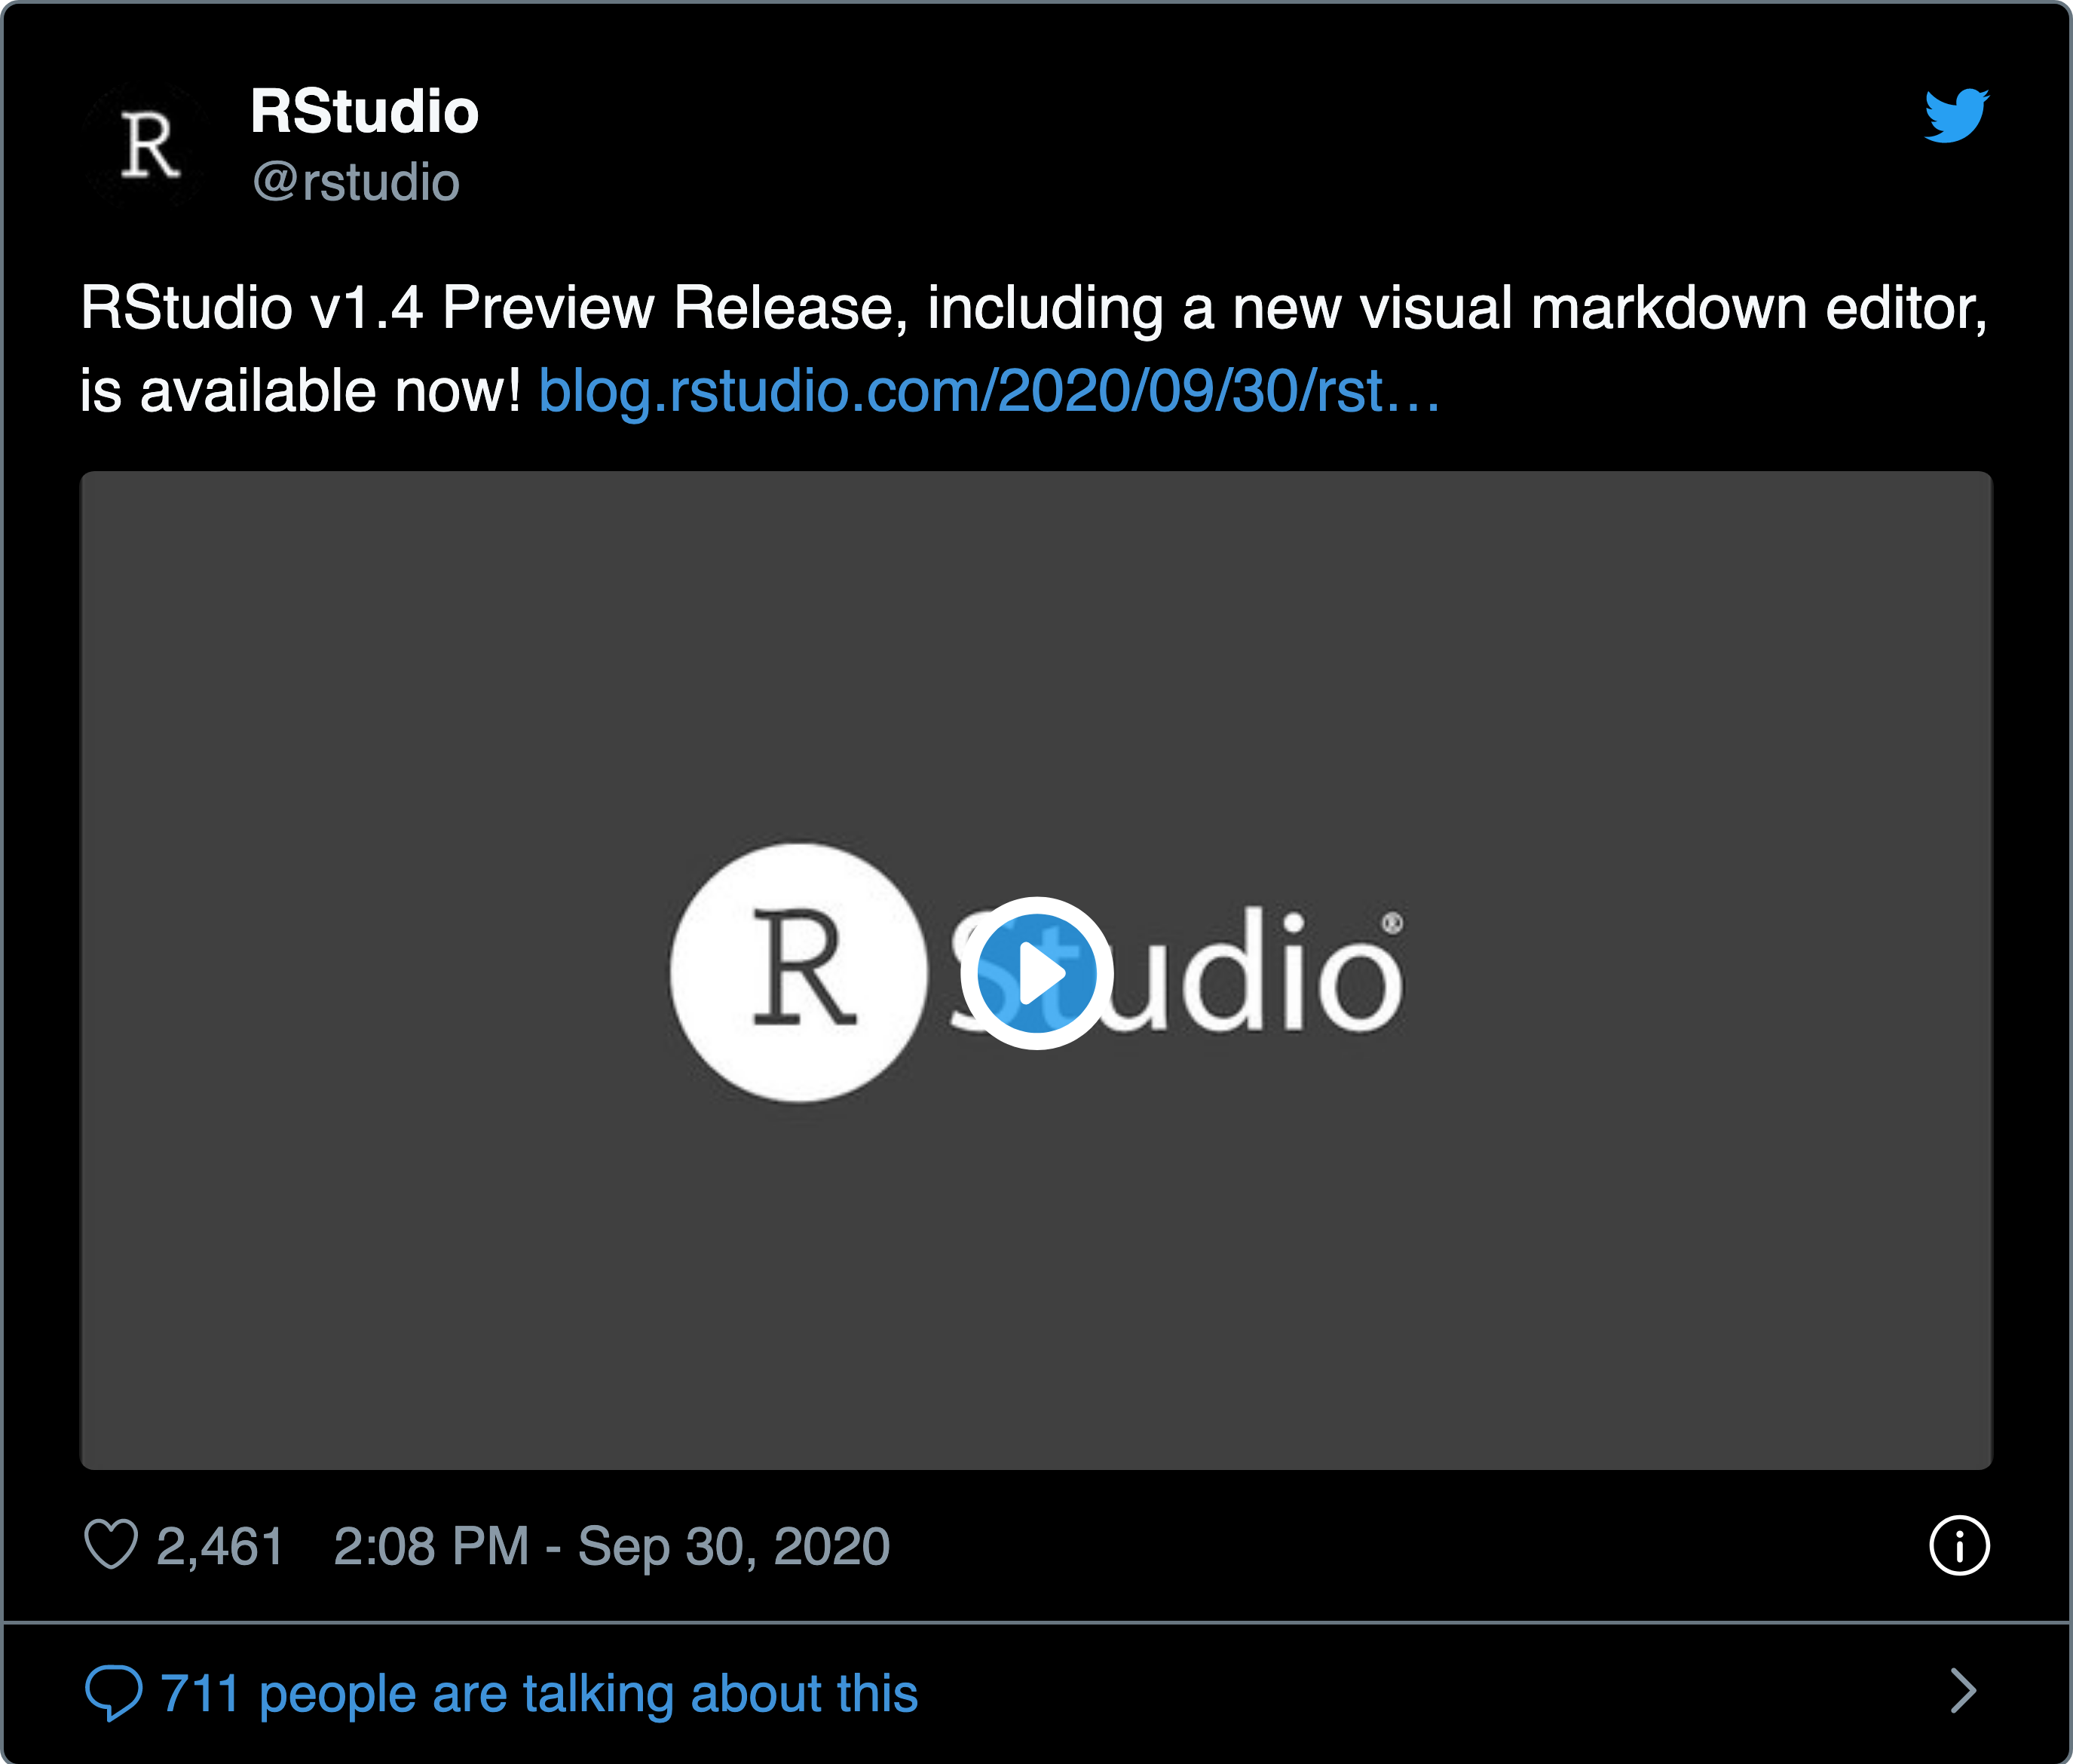 R
RStudio
@rstudio
RStudio v1.4 Preview Release, including a new visual markdown editor,
is available now! blog.rstudio.com/2020/09/30/rst…
R Studio®
2,461 2:08 PM - Sep 30, 2020
711 people are talking about this